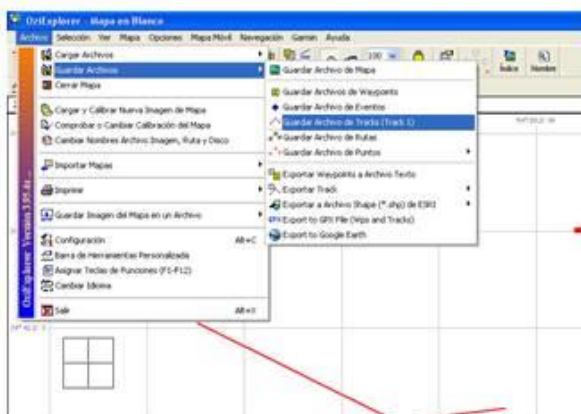 OziExplorer - Mapa en Blanco
Archivo Selección Ver Mapa Opciones Mapa Móvil Navegación Garmin Ayuda
100
Índice Nombre
Cargar Archivos
Guardar Archivos
Cerrar Mapa
Cargar y Calibrar Nueva Imagen de Mapa
Comprobar o Cambiar Calibración del Mapa
Cambiar Nombres Archivo Imagen, Ruta y Disco
Importar Mapas
Imprimir
Guardar Imagen del Mapa en un Archivo
Configuración Alt+C
Barra de Herramientas Personalizada
Asignar Teclas de Funciones (F1-F12)
Cambiar Idioma
Salir Alt+X
Guardar Archivo de Mapa
Guardar Archivos de Waypoints
Guardar Archivo de Eventos
Guardar Archivo de Tracks (Track 1)
Guardar Archivo de Rutas
Guardar Archivo de Puntos
Exportar Waypoints a Archivo Texto
Exportar Track
Exportar a Archivo Shape (*.shp) de ESRI
Export to GPX File (Wpts and Tracks)
Export to Google Earth